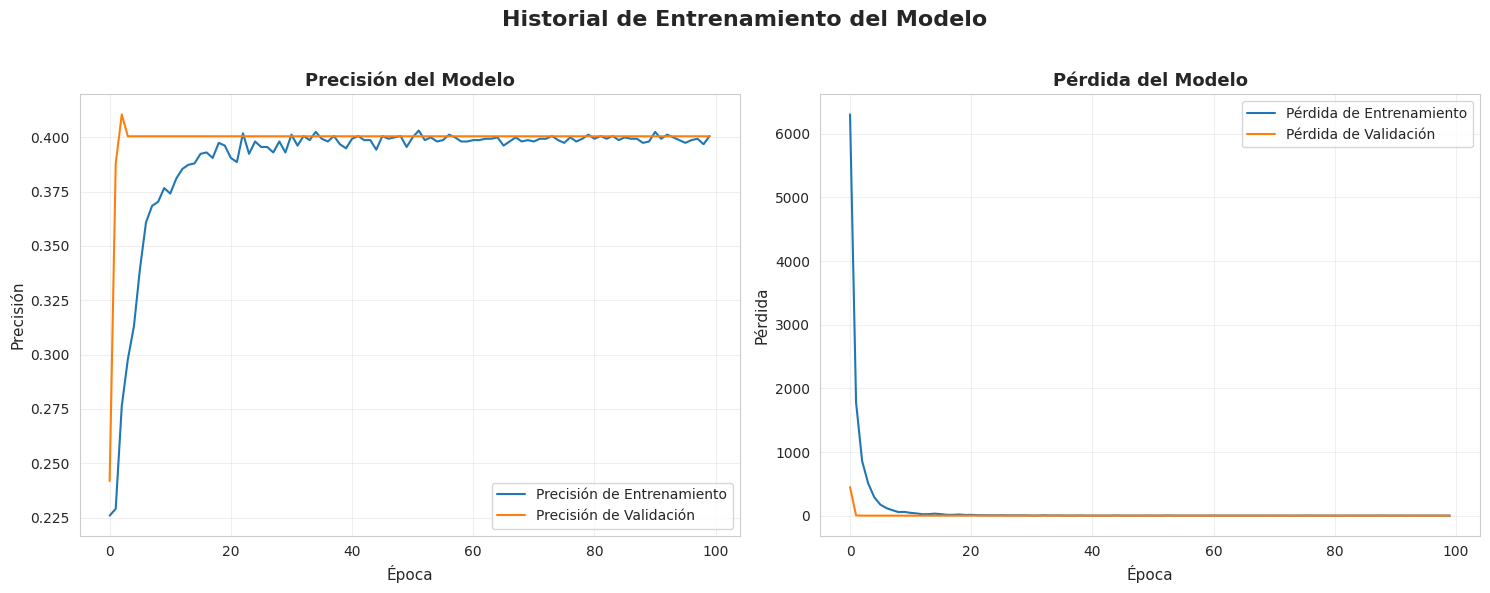 Historial de Entrenamiento del Modelo
Precisión del Modelo
Precisión
0.400
0.375
0.350
0.325
0.300
0.275
0.250
0.225
0 20 40 60 80 100
Época
Precisión de Entrenamiento
Precisión de Validación
Pérdida del Modelo
Pérdida
6000
5000
4000
3000
2000
1000
0
0 20 40 60 80 100
Época
Pérdida de Entrenamiento
Pérdida de Validación